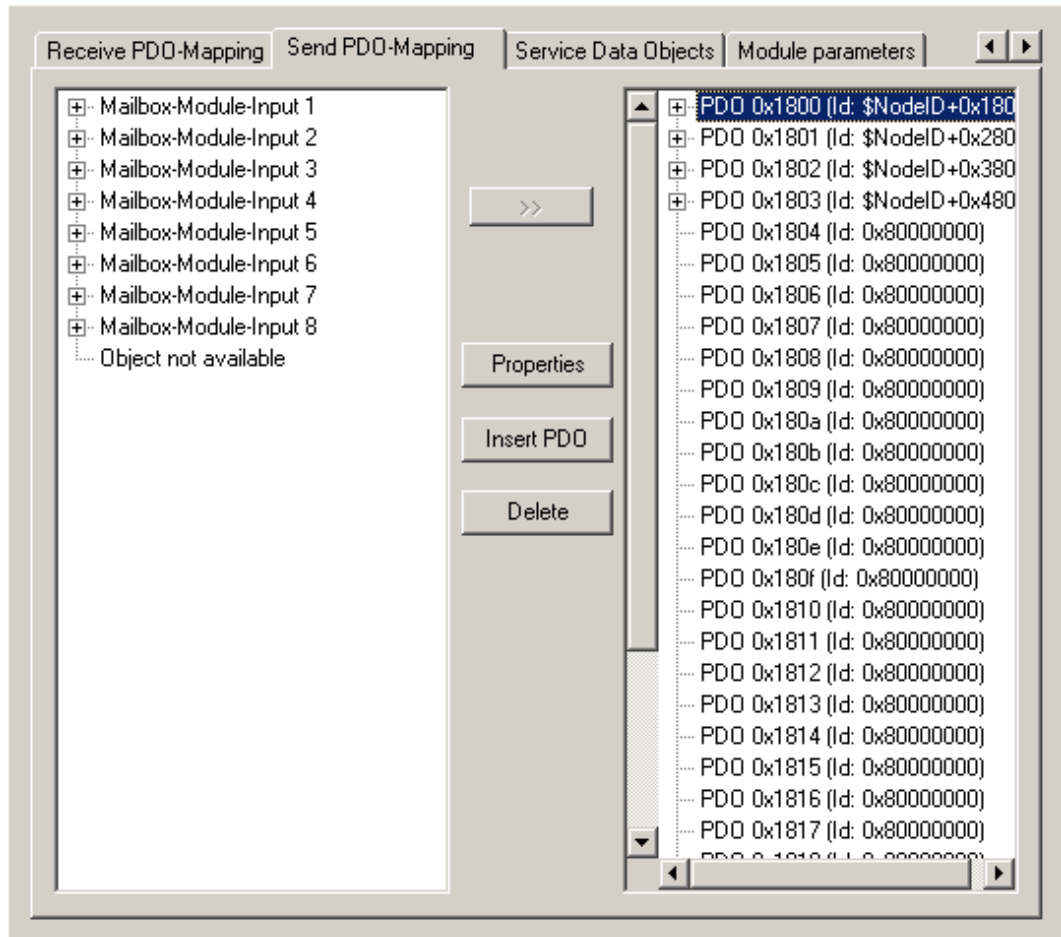 Receive PDO-Mapping
Send PDO-Mapping
Service Data Objects
Module parameters
Mailbox-Module-Input 1
Mailbox-Module-Input 2
Mailbox-Module-Input 3
Mailbox-Module-Input 4
Mailbox-Module-Input 5
Mailbox-Module-Input 6
Mailbox-Module-Input 7
Mailbox-Module-Input 8
Object not available
>>
Properties
Insert PDO
Delete
PDO 0x1800 (Id: $NodeID+0x180
PDO 0x1801 (Id: $NodeID+0x280
PDO 0x1802 (Id: $NodeID+0x380
PDO 0x1803 (Id: $NodeID+0x480
PDO 0x1804 (Id: 0x80000000)
PDO 0x1805 (Id: 0x80000000)
PDO 0x1806 (Id: 0x80000000)
PDO 0x1807 (Id: 0x80000000)
PDO 0x1808 (Id: 0x80000000)
PDO 0x1809 (Id: 0x80000000)
PDO 0x180a (Id: 0x80000000)
PDO 0x180b (Id: 0x80000000)
PDO 0x180c (Id: 0x80000000)
PDO 0x180d (Id: 0x80000000)
PDO 0x180e (Id: 0x80000000)
PDO 0x180f (Id: 0x80000000)
PDO 0x1810 (Id: 0x80000000)
PDO 0x1811 (Id: 0x80000000)
PDO 0x1812 (Id: 0x80000000)
PDO 0x1813 (Id: 0x80000000)
PDO 0x1814 (Id: 0x80000000)
PDO 0x1815 (Id: 0x80000000)
PDO 0x1816 (Id: 0x80000000)
PDO 0x1817 (Id: 0x80000000)